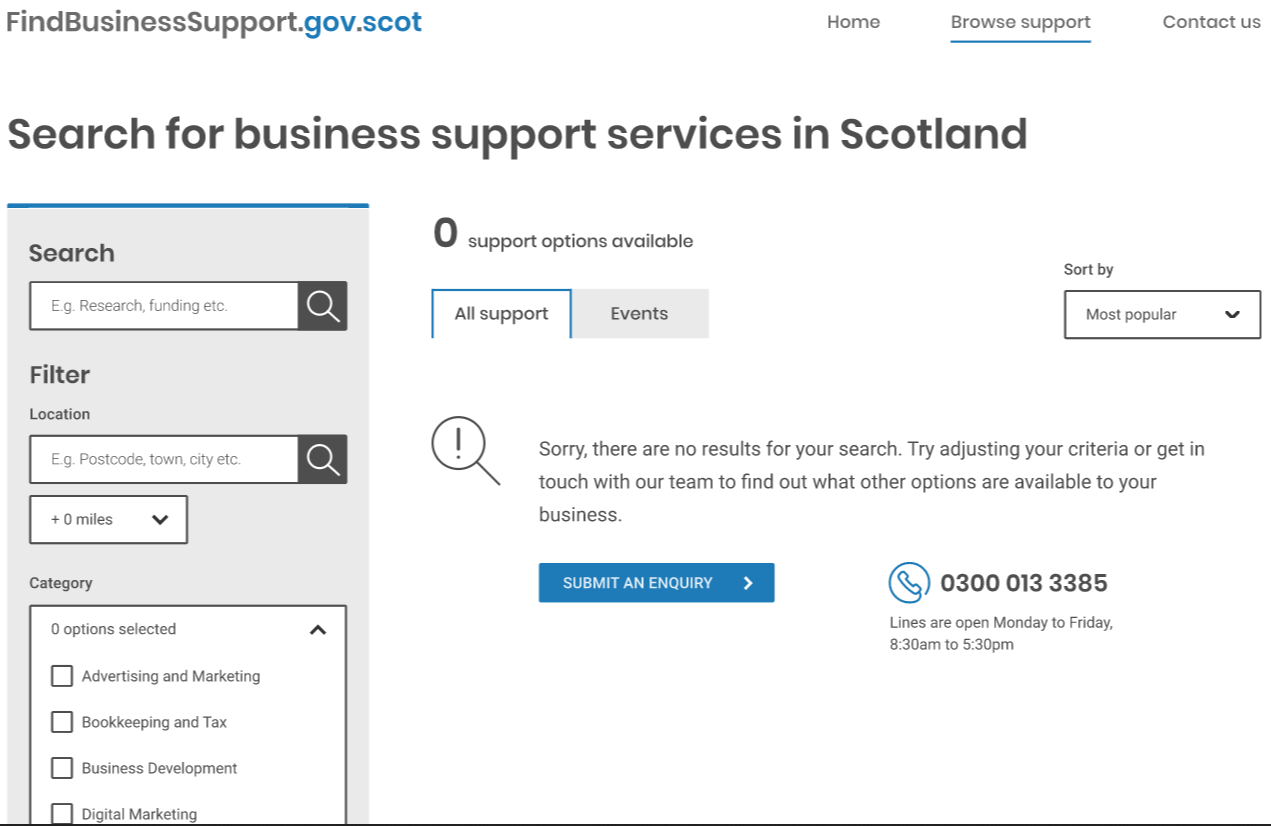 FindBusinessSupport.gov.scot
Home
Browse support
Contact us
Search for business support services in Scotland
Search
E.g. Research, funding etc.
Filter
Location
E.g. Postcode, town, city etc.
+ 0 miles
Category
0 options selected
Advertising and Marketing
Bookkeeping and Tax
Business Development
Digital Marketing
0 support options available
All support
Events
Sort by
Most popular
Sorry, there are no results for your search. Try adjusting your criteria or get in
touch with our team to find out what other options are available to your
business.
SUBMIT AN ENQUIRY
0300 013 3385
Lines are open Monday to Friday,
8:30am to 5:30pm